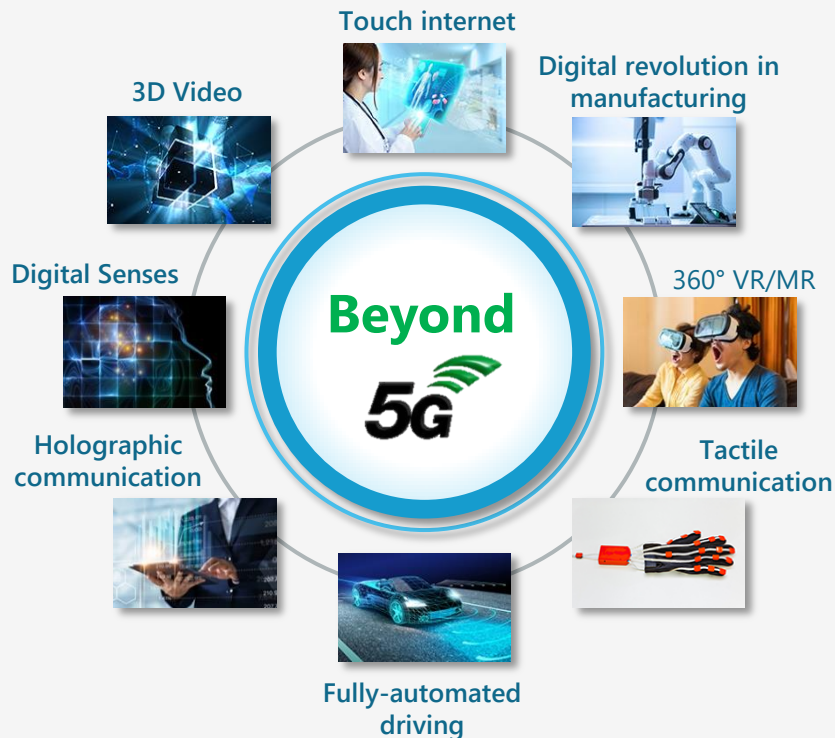 Touch internet
Digital revolution in
manufacturing
3D Video
Digital Senses
360° VR/MR
Beyond
5G
Holographic
communication
Tactile
communication
Fully-automated
driving